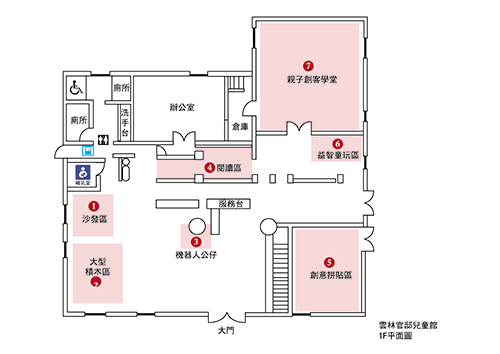 7
親子創客學堂
廁所
辦公室
洗手台
倉庫
廁所
6
益智童玩區
4 閱讀區
哺乳室
1
沙發區
服務台
3
機器人公仔
大型
積木區
2
5
創意拼貼區
大門
雲林官邸兒童館
1F平面圖